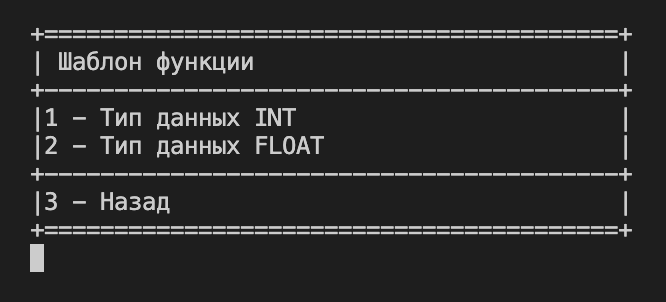 +=========================================+
| Шаблон функции                          |
+-----------------------------------------+
|1 - Тип данных INT                       |
|2 - Тип данных FLOAT                     |
+-----------------------------------------+
|3 - Назад                                |
+=========================================+